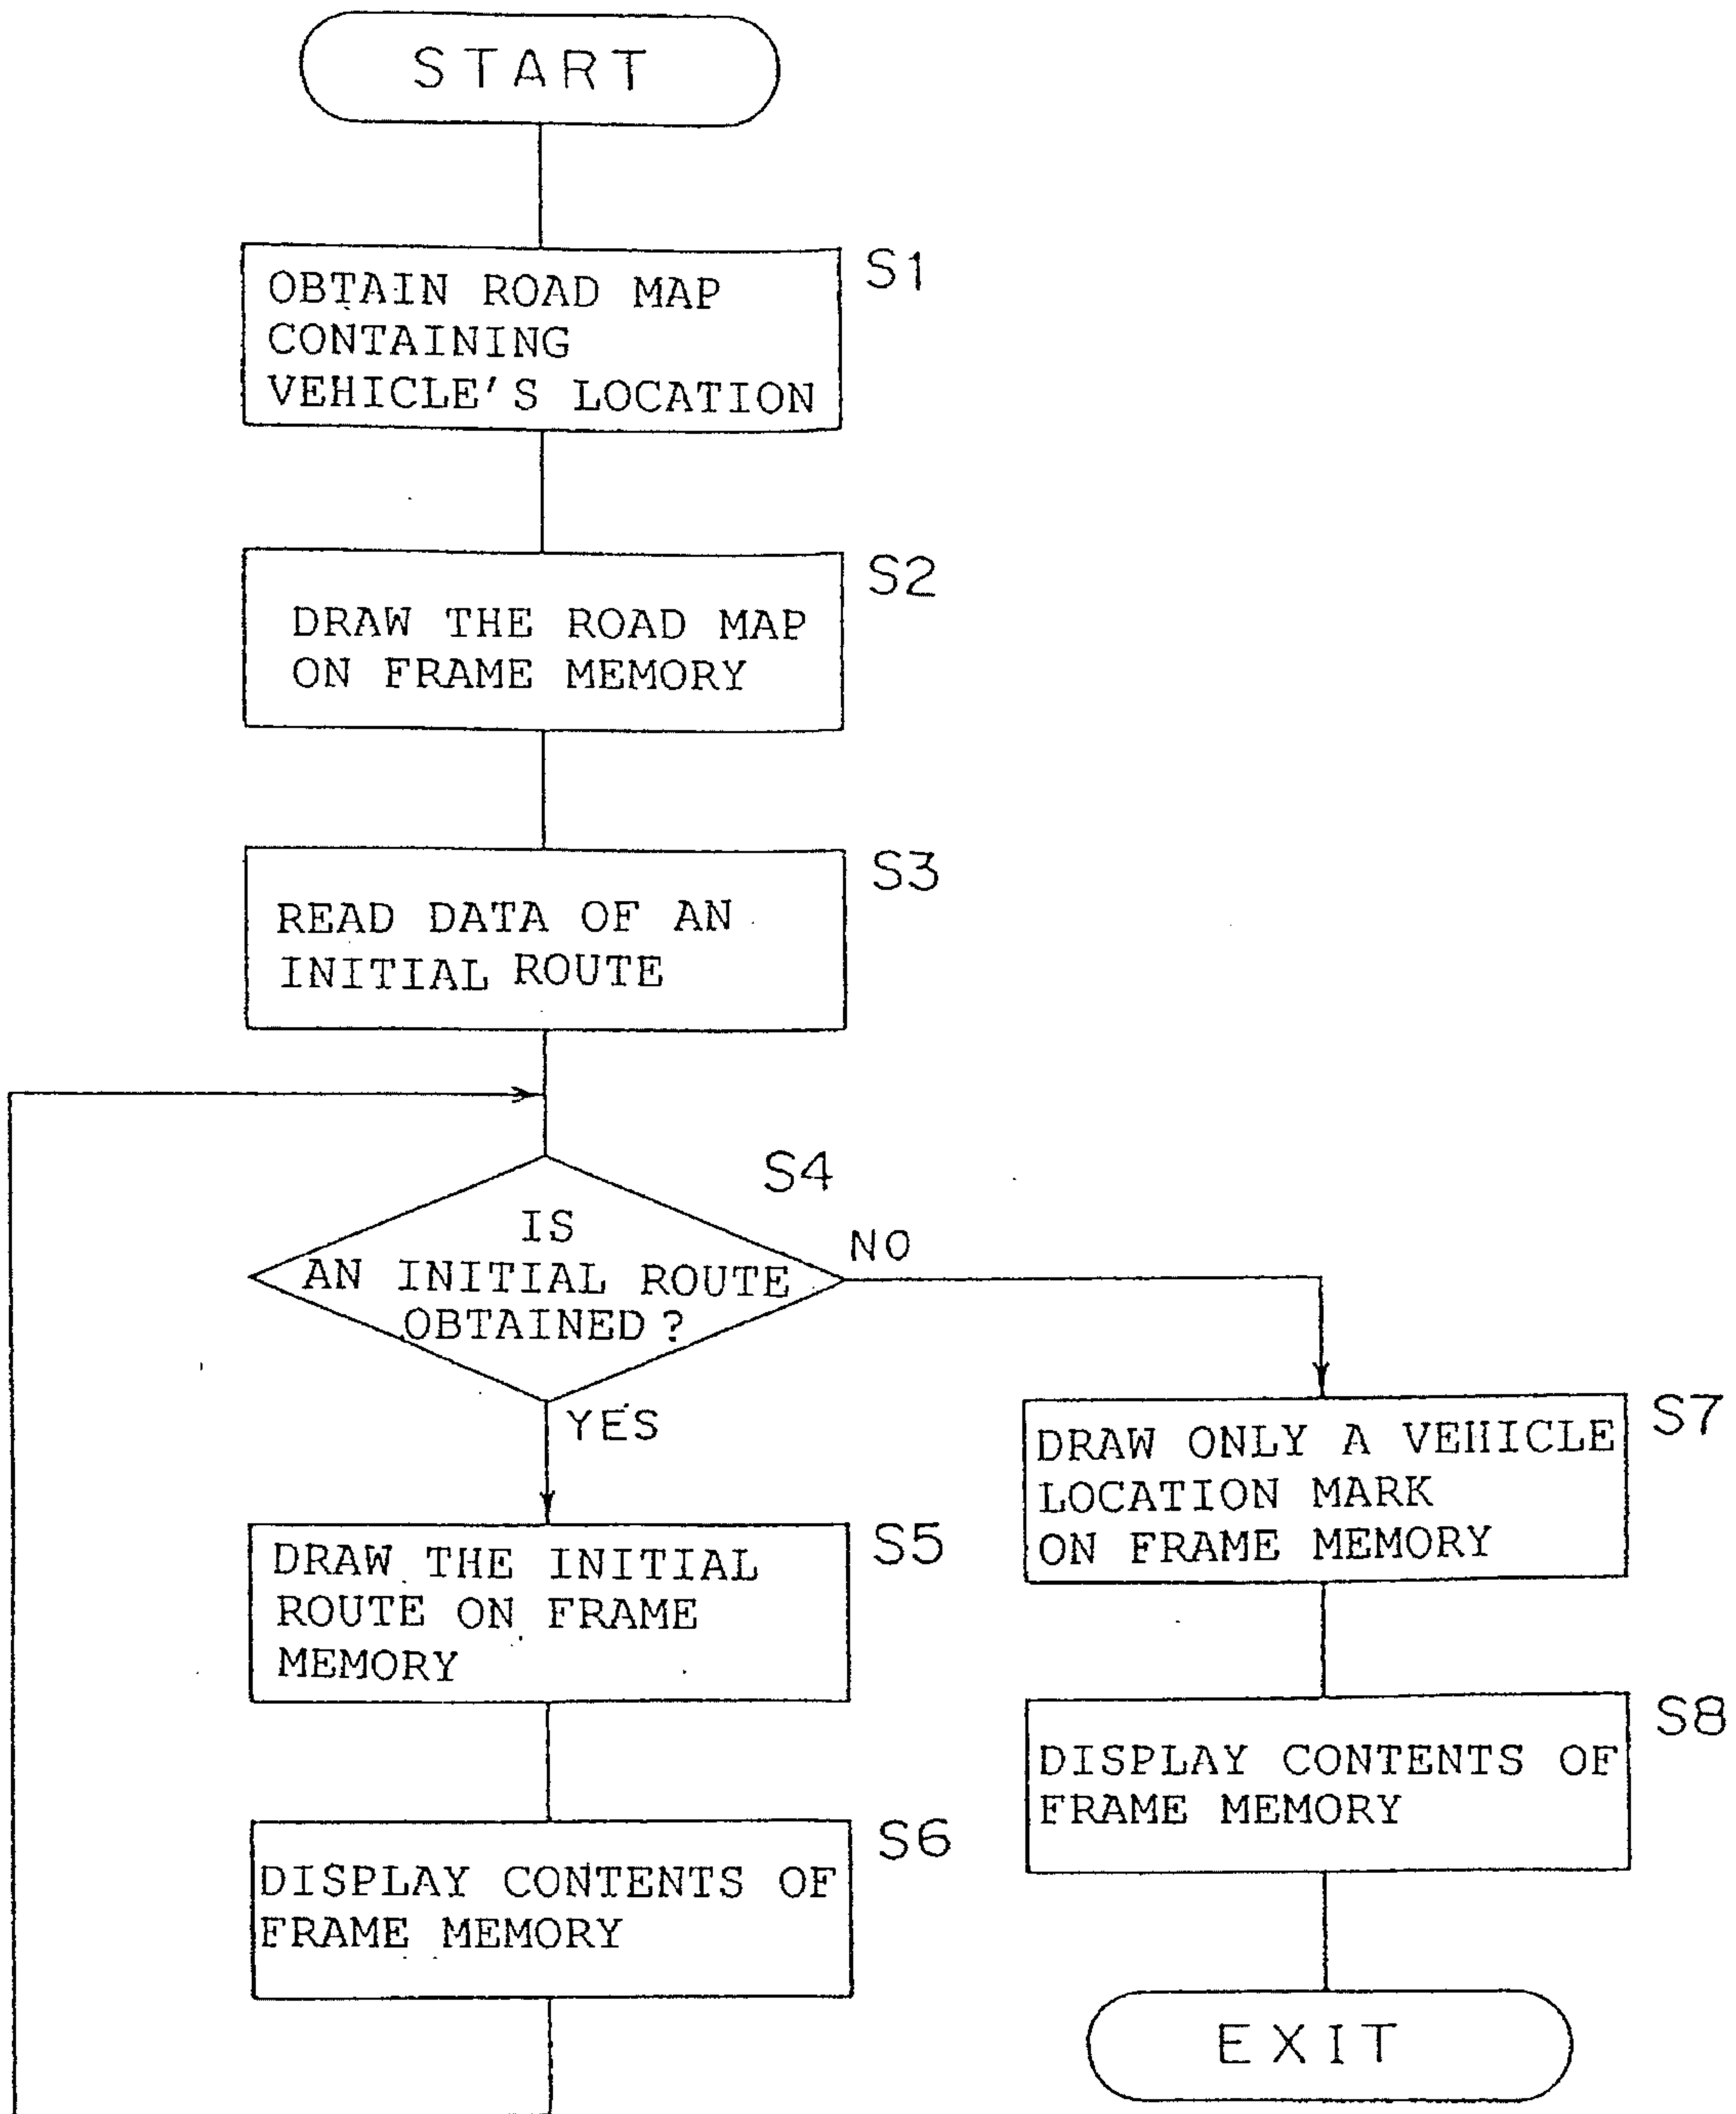 START
S1
OBTAIN ROAD MAP
CONTAINING
VEHICLE'S LOCATION
S2
DRAW THE ROAD MAP
ON FRAME MEMORY
S3
READ DATA OF AN
INITIAL ROUTE
S4
IS
AN INITIAL ROUTE
OBTAINED?
NO
YES
S5
DRAW THE INITIAL
ROUTE ON FRAME
MEMORY
S6
DISPLAY CONTENTS OF
FRAME MEMORY
S7
DRAW ONLY A VEHICLE
LOCATION MARK
ON FRAME MEMORY
S8
DISPLAY CONTENTS OF
FRAME MEMORY
EXIT